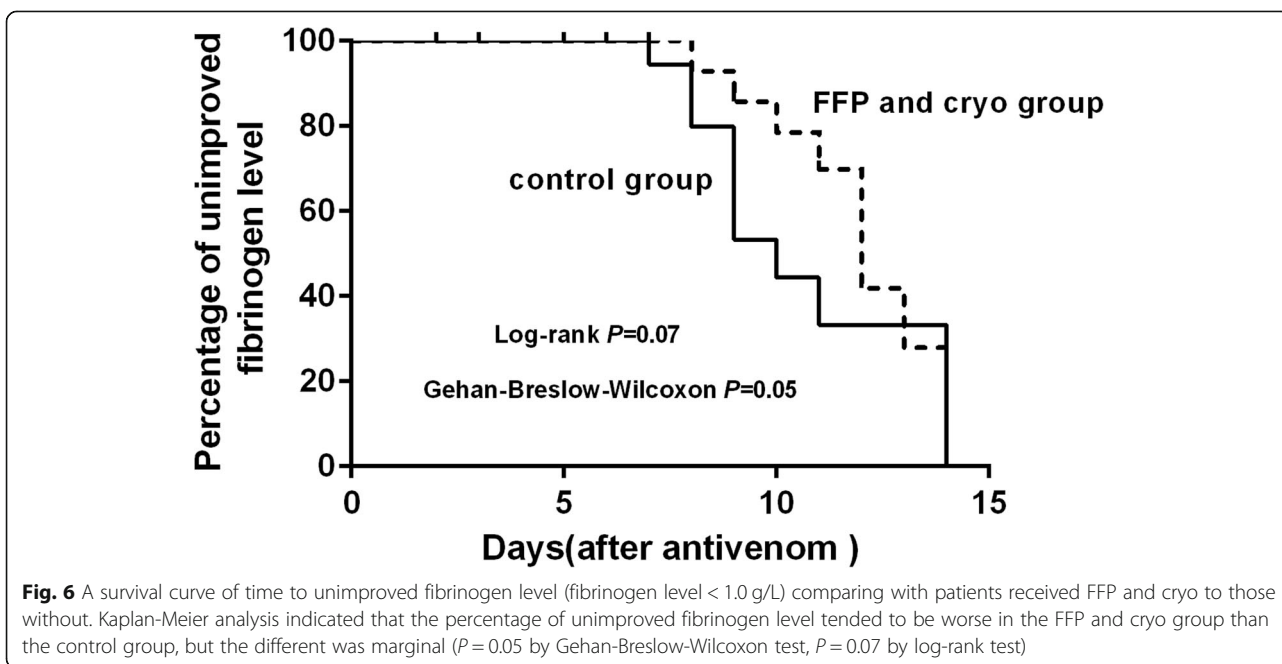 Percentage of unimproved
fibrinogen level
100
80
60
40
20
0
0
5
10
15
FFP and cryo group
control group
Log-rank P=0.07
Gehan-Breslow-Wilcoxon P=0.05
Days(after antivenom )
Fig. 6 A survival curve of time to unimproved fibrinogen level (fibrinogen level < 1.0 g/L) comparing with patients received FFP and cryo to those
without. Kaplan-Meier analysis indicated that the percentage of unimproved fibrinogen level tended to be worse in the FFP and cryo group than
the control group, but the different was marginal (P = 0.05 by Gehan-Breslow-Wilcoxon test, P = 0.07 by log-rank test)